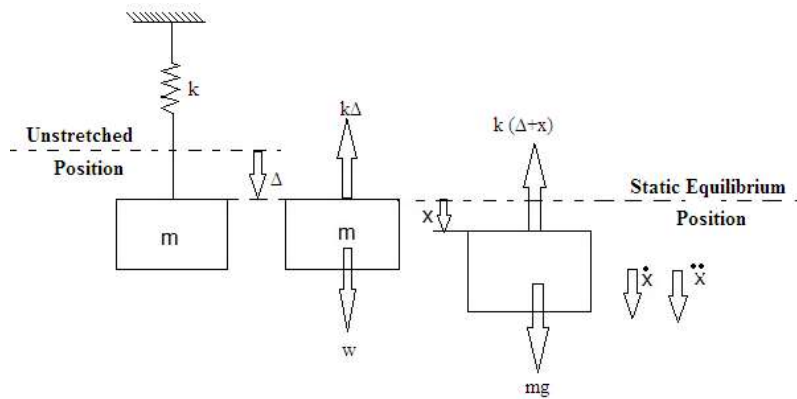 k
Unstretched
Position
Δ
m
kΔ
m
w
k (Δ+x)
Static Equilibrium
Position
x
ẋ
ẍ
mg